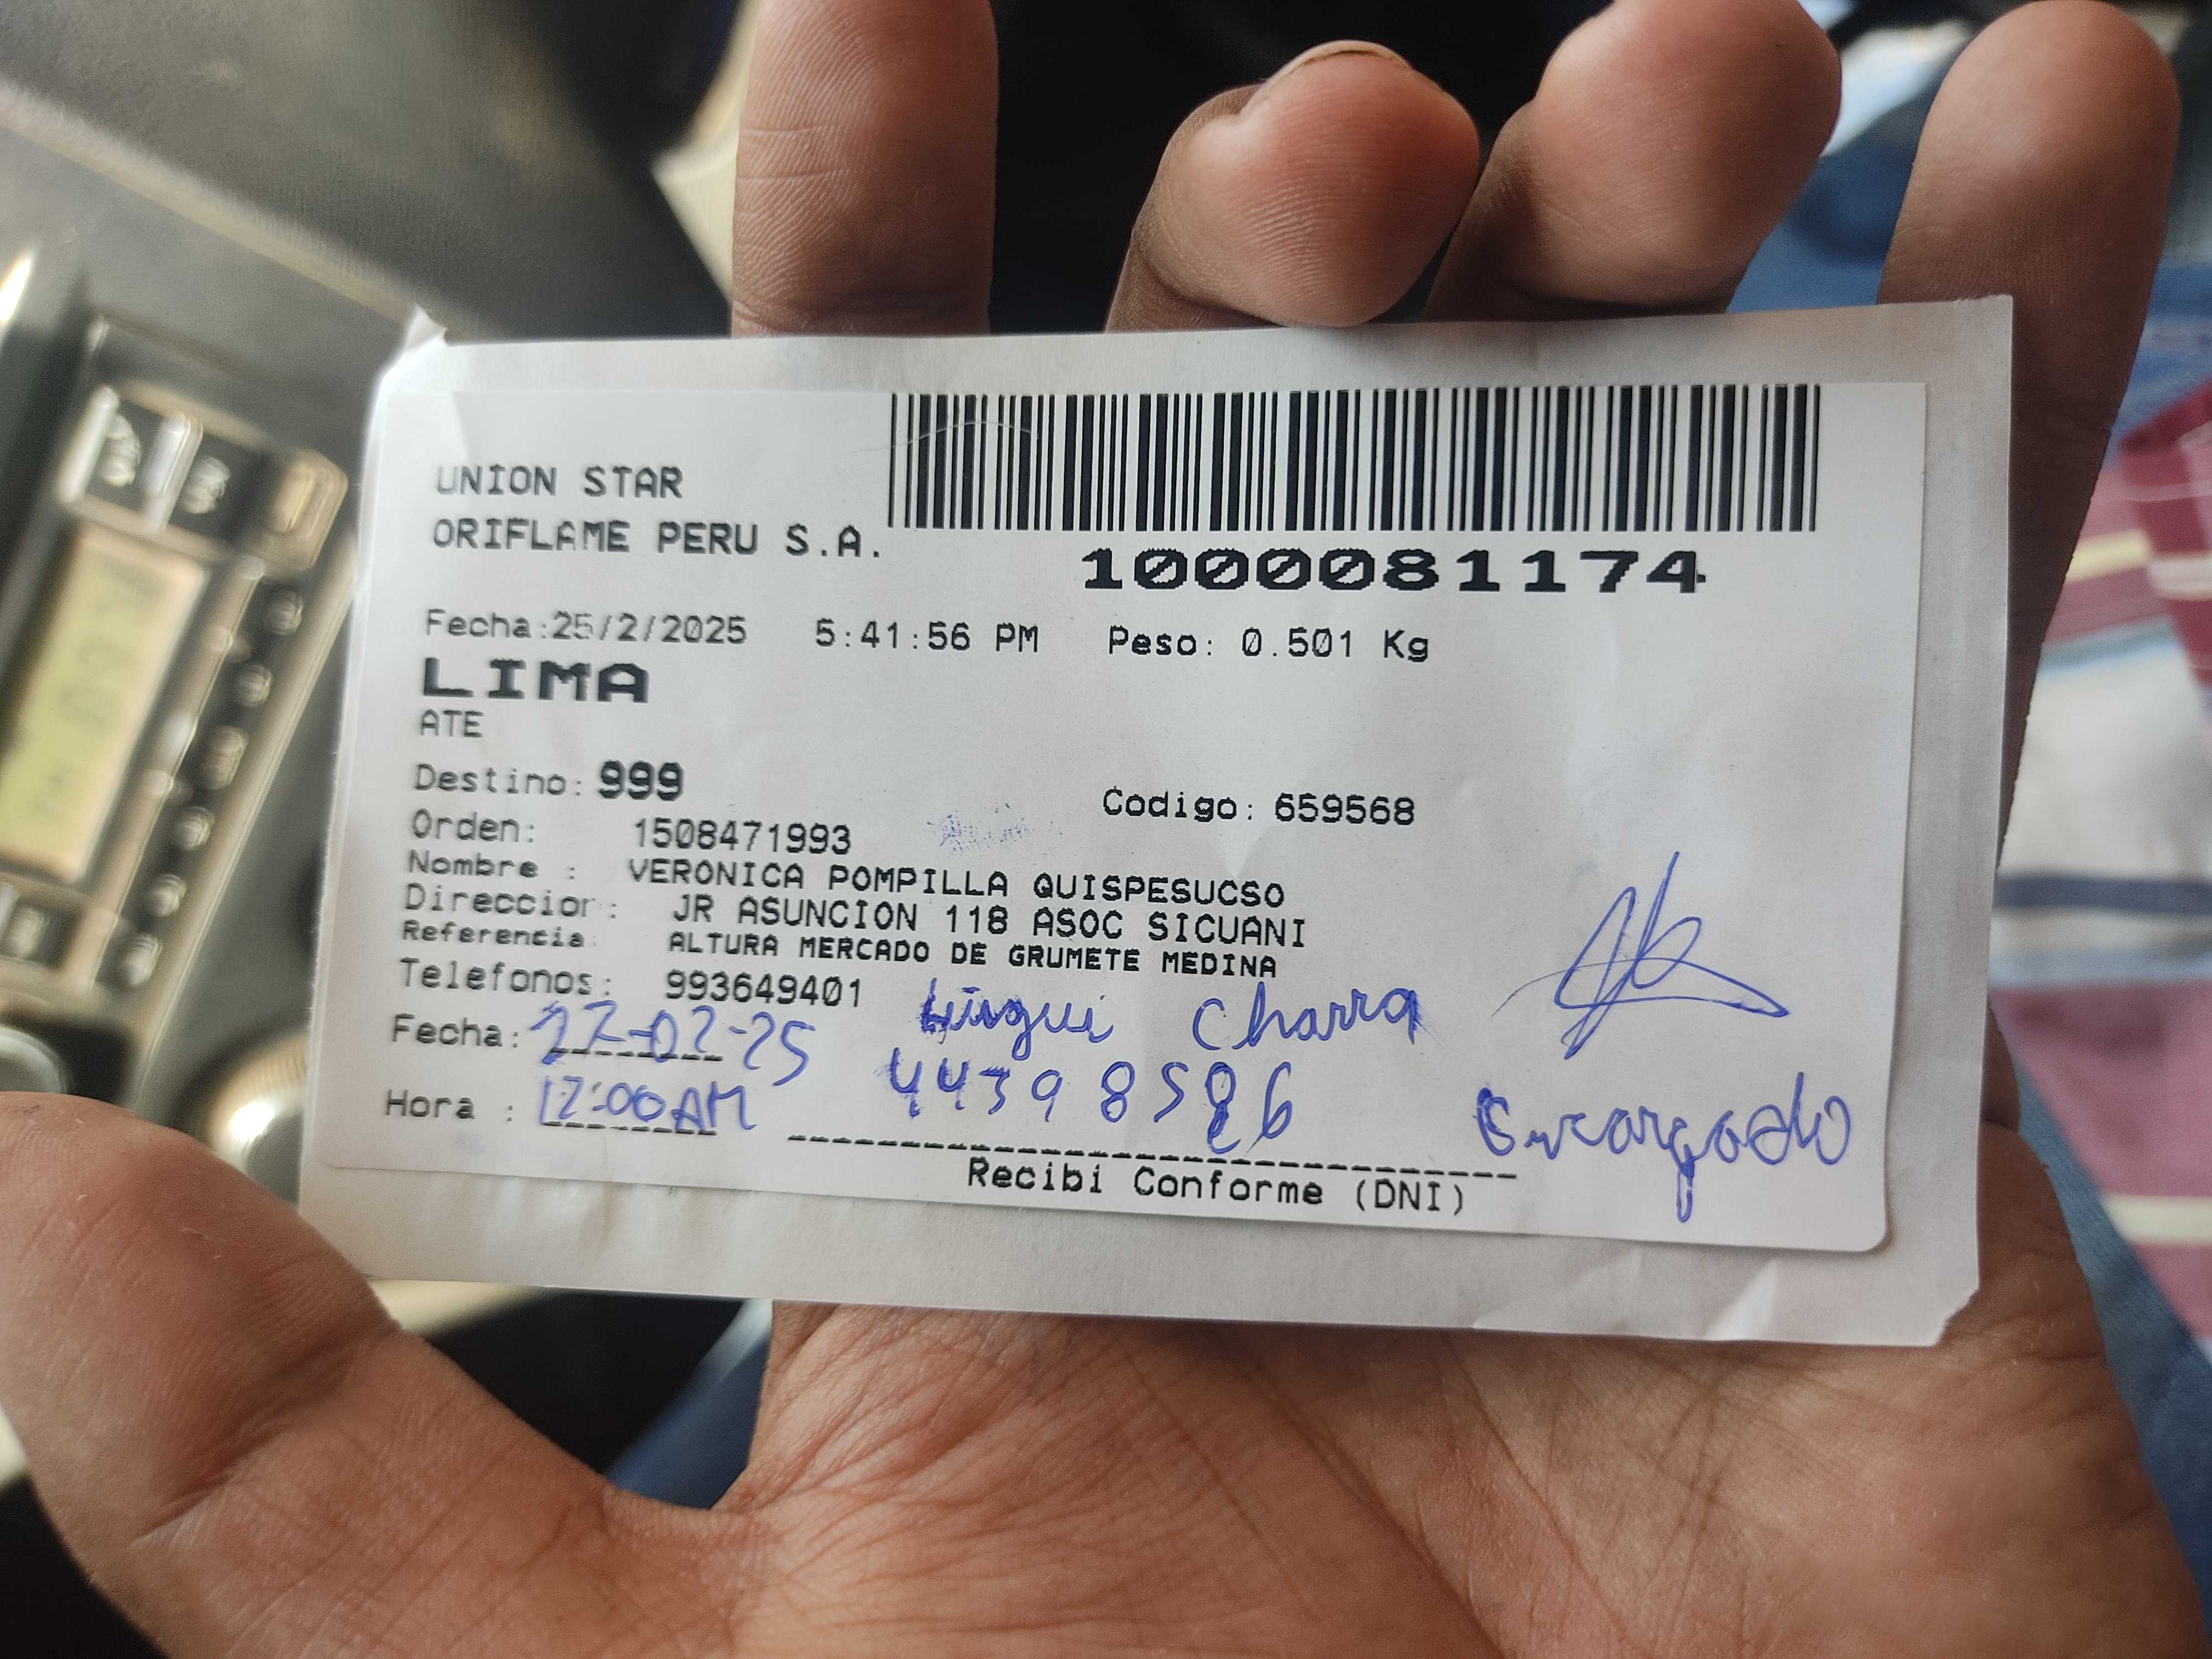 UNION STAR
ORIFLAME PERU S.A.
1000081174
Fecha:25/2/2025 5:41:56 PM Peso: 0.501 Kg
LIMA
ATE
Destino: 999 Codigo: 659568
Orden: 1508471993
Nombre : VERONICA POMPILLA QUISPESUCSO
Direccion: JR ASUNCION 118 ASOC SICUANI
Referencia: ALTURA MERCADO DE GRUMETE MEDINA
Telefonos: 993649401
Charra
Fecha: 27-02-25
Hora : 12:00AM
Encargado
Recibi Conforme (DNI)